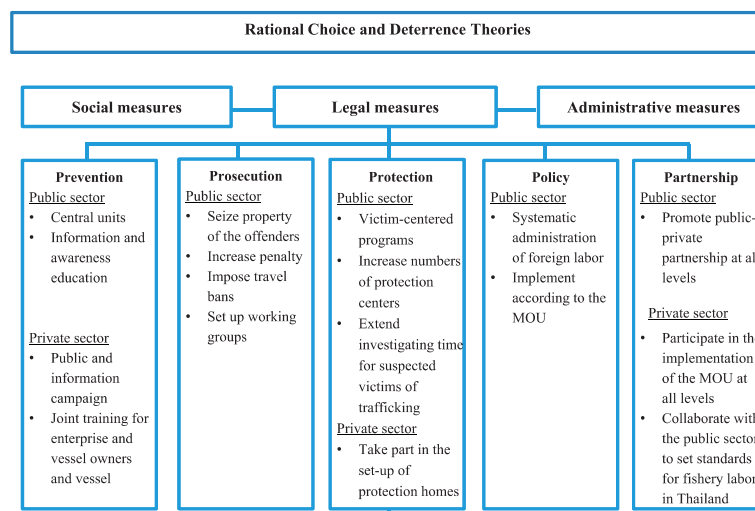 Rational Choice and Deterrence Theories
Social measures
Legal measures
Administrative measures
Prevention
Public sector
• Central units
• Information and
awareness
education
Private sector
• Public and
information
campaign
• Joint training for
enterprise and
vessel owners
and vessel
Prosecution
Public sector
• Seize property
of the offenders
• Increase penalty
• Impose travel
bans
• Set up working
groups
Protection
Public sector
• Victim-centered
programs
• Increase numbers
of protection
centers
• Extend
investigating time
for suspected
victims of
trafficking
Private sector
• Take part in the
set-up of
protection homes
Policy
Public sector
• Systematic
administration
of foreign labor
• Implement
according to the
MOU
Partnership
Public sector
• Promote public-
private
partnership at al
levels
Private sector
• Participate in th
implementation
of the MOU at
all levels
• Collaborate wit
the public secto
to set standards
for fishery labo
in Thailand